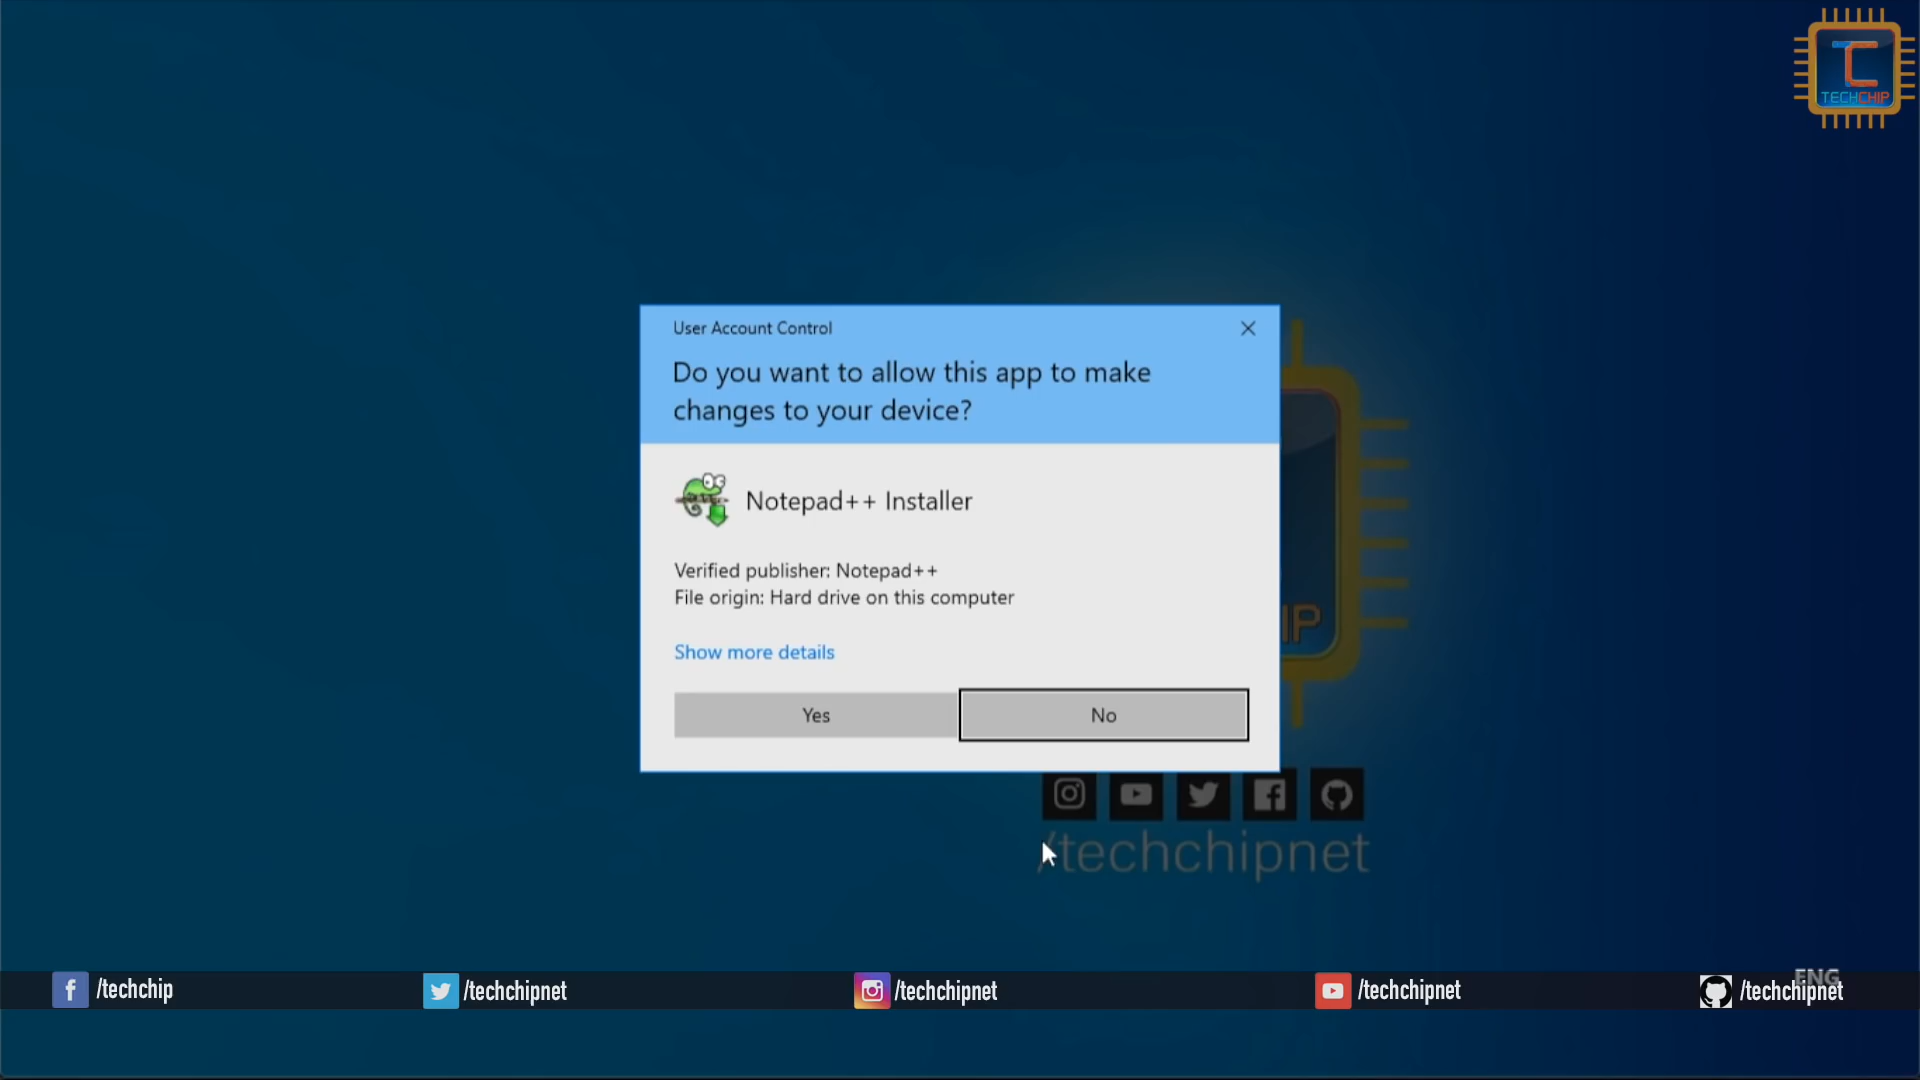 TC
TECHCHIP
User Account Control
Do you want to allow this app to make
changes to your device?
Notepad++ Installer
Verified publisher: Notepad++
File origin: Hard drive on this computer
Show more details
Yes
No
IP
/techchipnet
/techchip
/techchipnet
/techchipnet
/techchipnet
/techchipnet
ENG